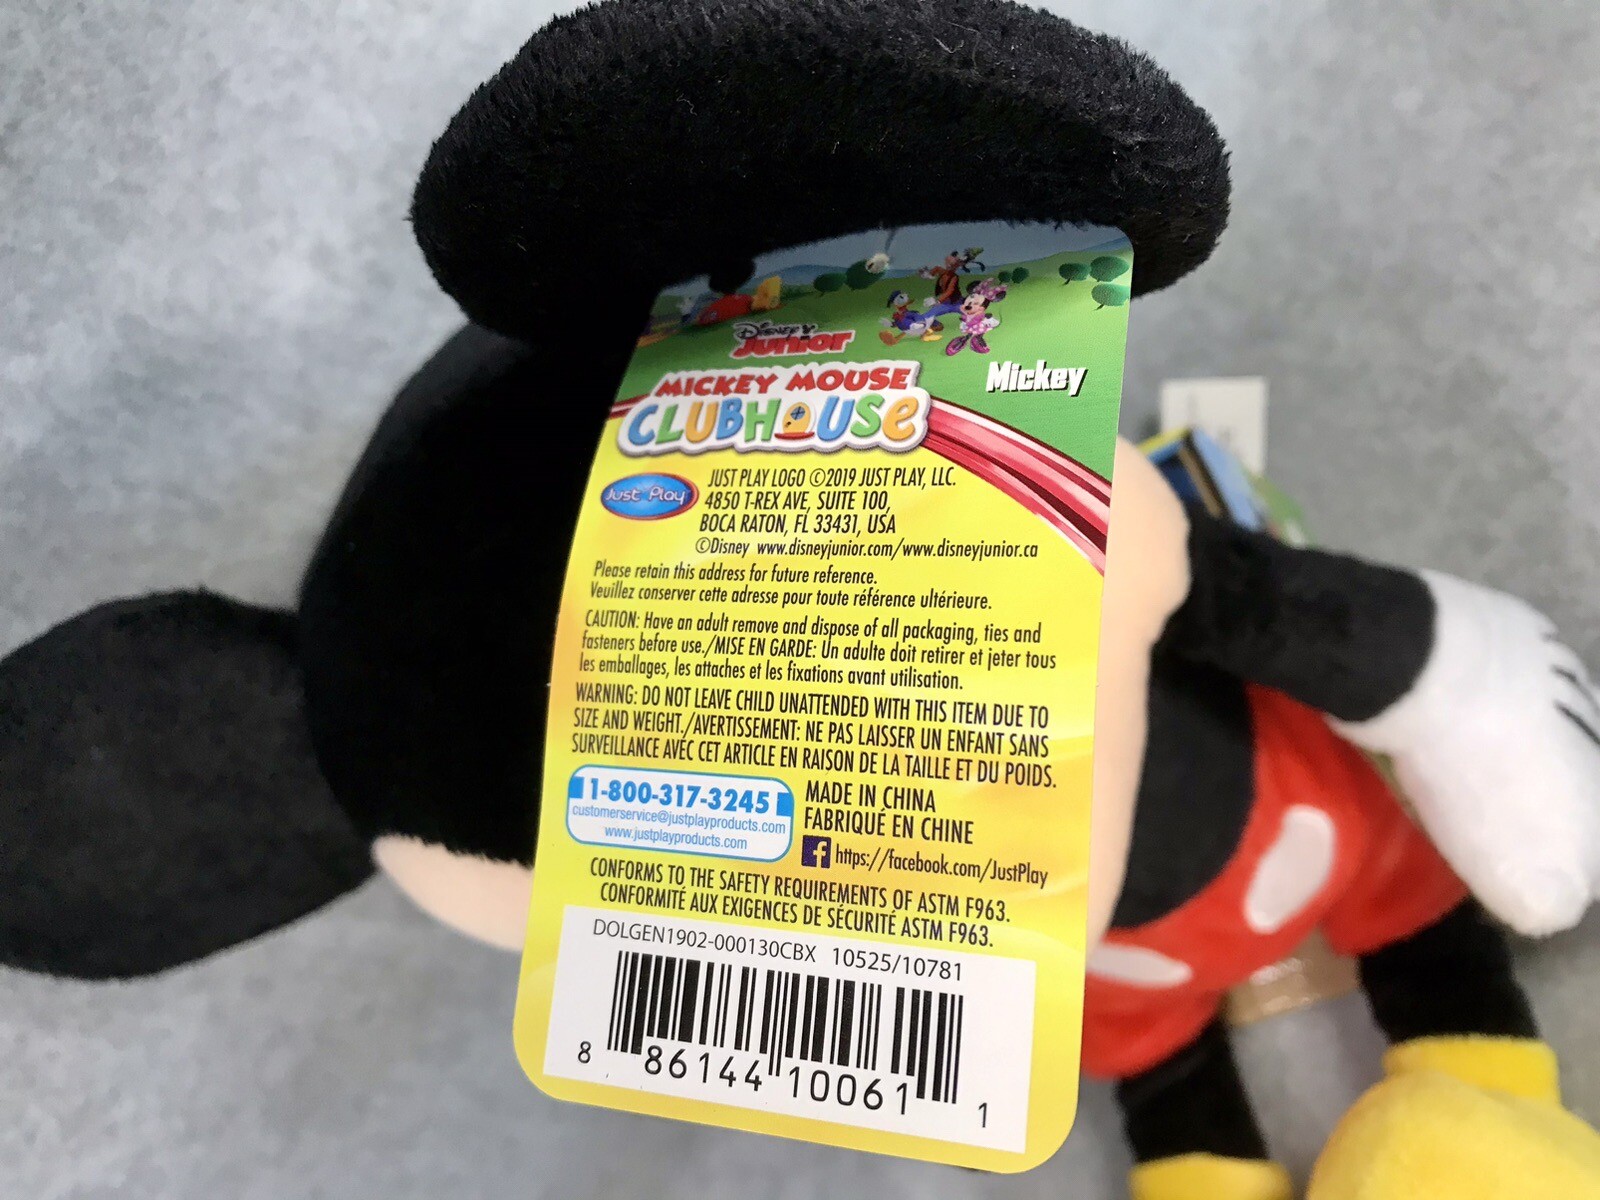 Disney
Junior
MICKEY MOUSE
CLUBHOUSE
Mickey
Just Play
JUST PLAY LOGO ©2019 JUST PLAY, LLC.
4850 T-REX AVE, SUITE 100,
BOCA RATON, FL 33431, USA
©Disney www.disneyjunior.com/www.disneyjunior.ca
Please retain this address for future reference.
Veuillez conserver cette adresse pour toute référence ultérieure.
CAUTION: Have an adult remove and dispose of all packaging, ties and
fasteners before use./MISE EN GARDE: Un adulte doit retirer et jeter tous
les emballages, les attaches et les fixations avant utilisation.
WARNING: DO NOT LEAVE CHILD UNATTENDED WITH THIS ITEM DUE TO
SIZE AND WEIGHT./AVERTISSEMENT: NE PAS LAISSER UN ENFANT SANS
SURVEILLANCE AVEC CET ARTICLE EN RAISON DE LA TAILLE ET DU POIDS.
1-800-317-3245
customerservice@justplayproducts.com
www.justplayproducts.com
MADE IN CHINA
FABRIQUÉ EN CHINE
f https://facebook.com/JustPlay
CONFORMS TO THE SAFETY REQUIREMENTS OF ASTM F963.
CONFORMITÉ AUX EXIGENCES DE SÉCURITÉ ASTM F963.
DOLGEN1902-000130CBX 10525/10781
8 86144 10061 1